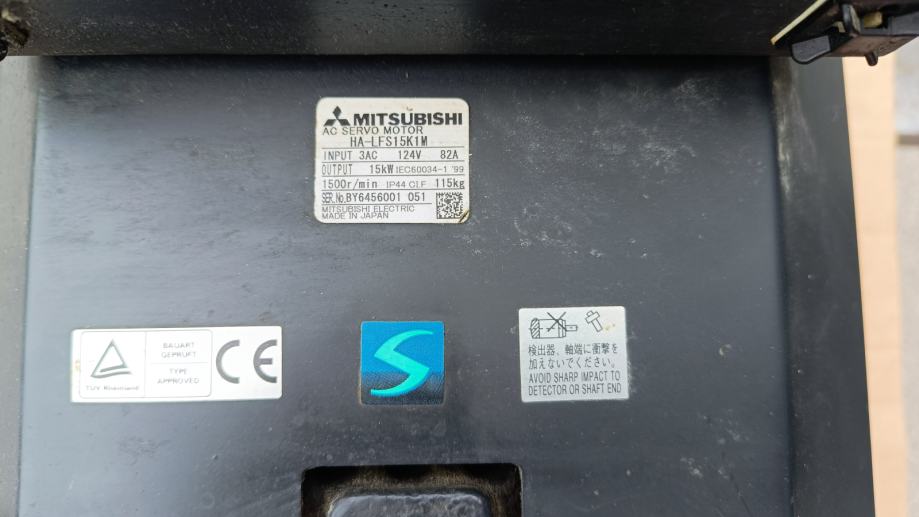 MITSUBISHI
AC SERVO MOTOR
HA-LFS15K1M
INPUT 3AC 124V 82A
OUTPUT 15kW IEC60034-1 '99
1500r/min IP44 CI.F 115kg
SER.No.BY6456001 051
MITSUBISHI ELECTRIC
MADE IN JAPAN
TÜV Rheinland
BAUART
GEPRÜFT
TYPE
APPROVED
CE
検出器、軸端に衝撃を
加えないでください。
AVOID SHARP IMPACT TO
DETECTOR OR SHAFT END